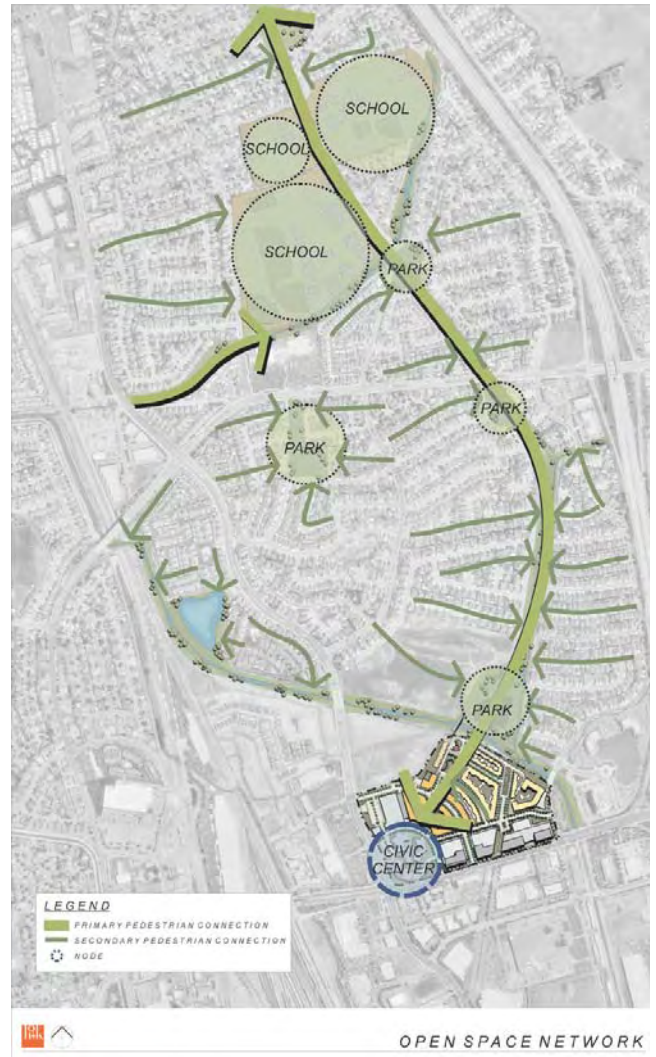 SCHOOL
SCHOOL
SCHOOL
PARK
PARK
PARK
PARK
CIVIC
CENTER
LEGEND
PRIMARY PEDESTRIAN CONNECTION
SECONDARY PEDESTRIAN CONNECTION
NODE
OPEN SPACE NETWORK